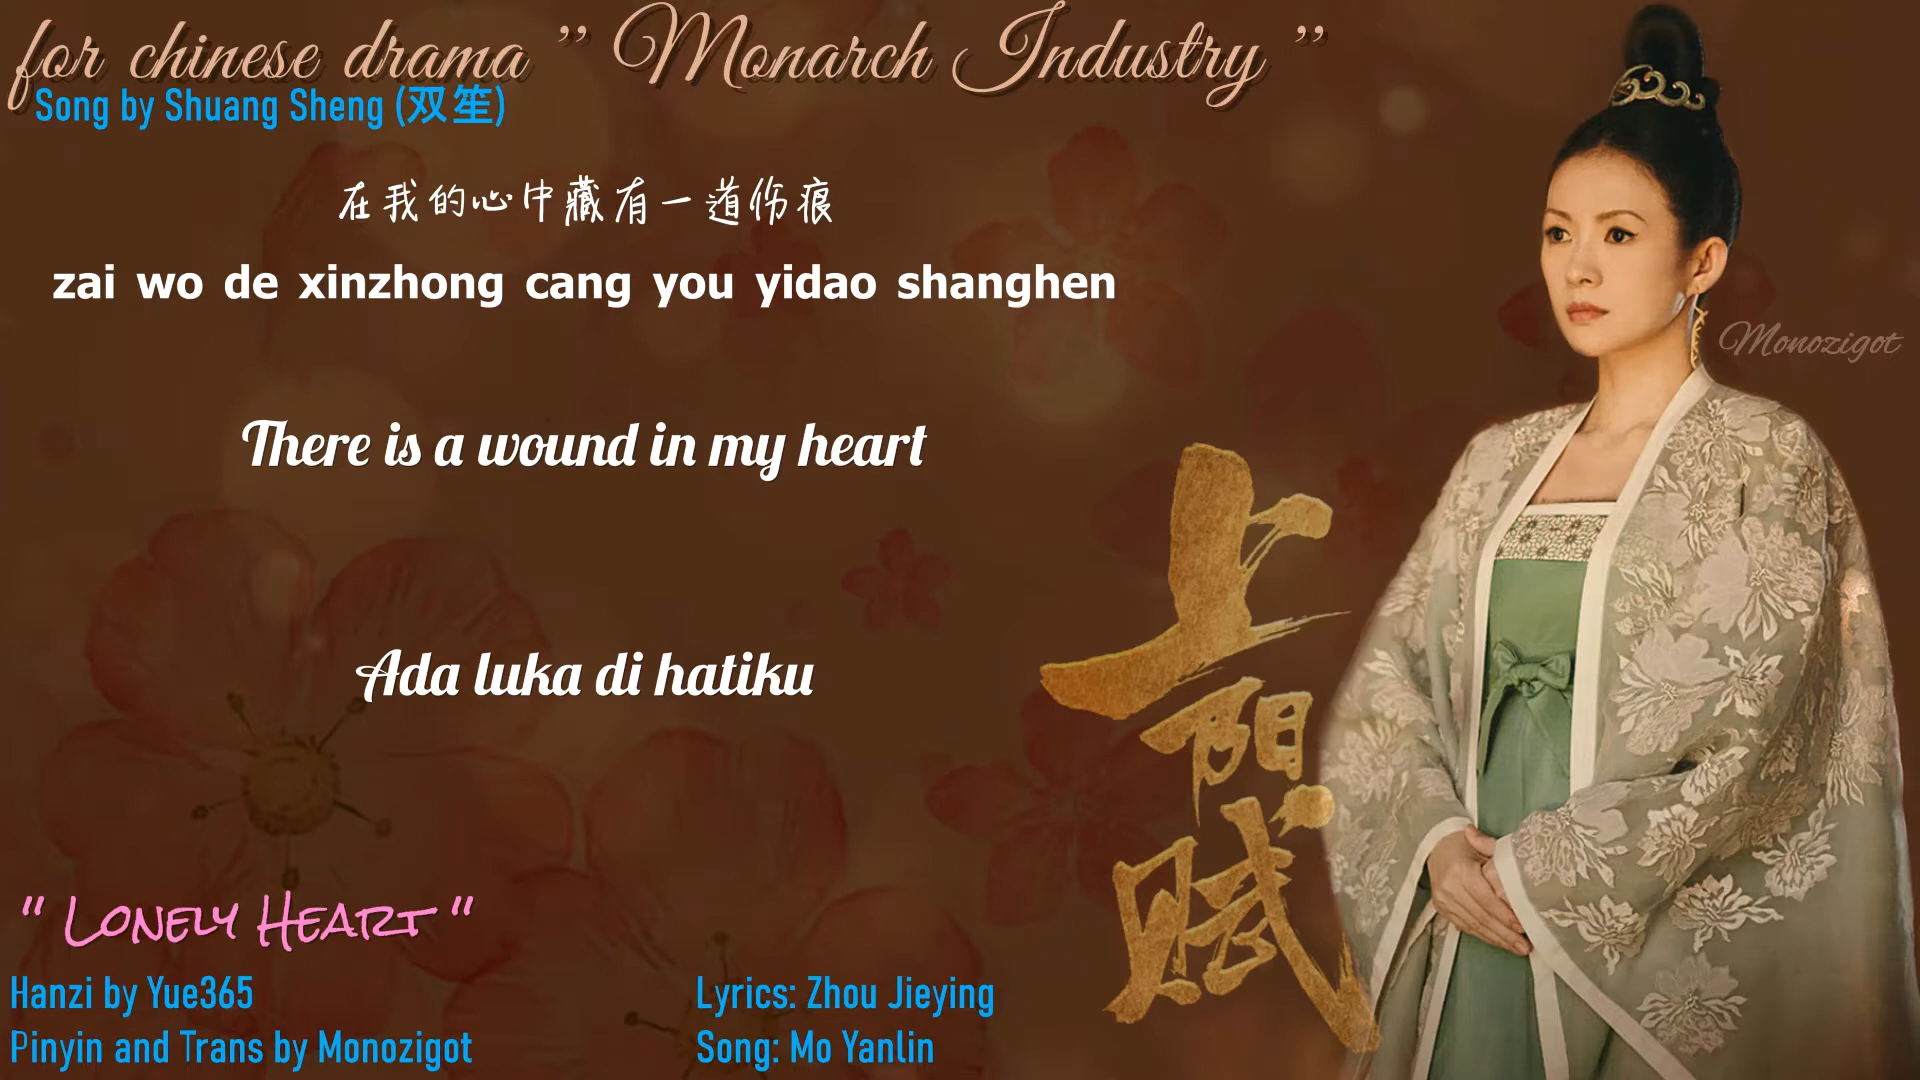 for chinese drama " Monarch Industry "
Song by Shuang Sheng (双笙)
在我的心中藏有一道伤痕
zai wo de xinzhong cang you yidao shanghen
There is a wound in my heart
Ada luka di hatiku
Monozigot
上阳赋
" Lonely Heart "
Hanzi by Yue365
Pinyin and Trans by Monozigot
Lyrics: Zhou Jieying
Song: Mo Yanlin